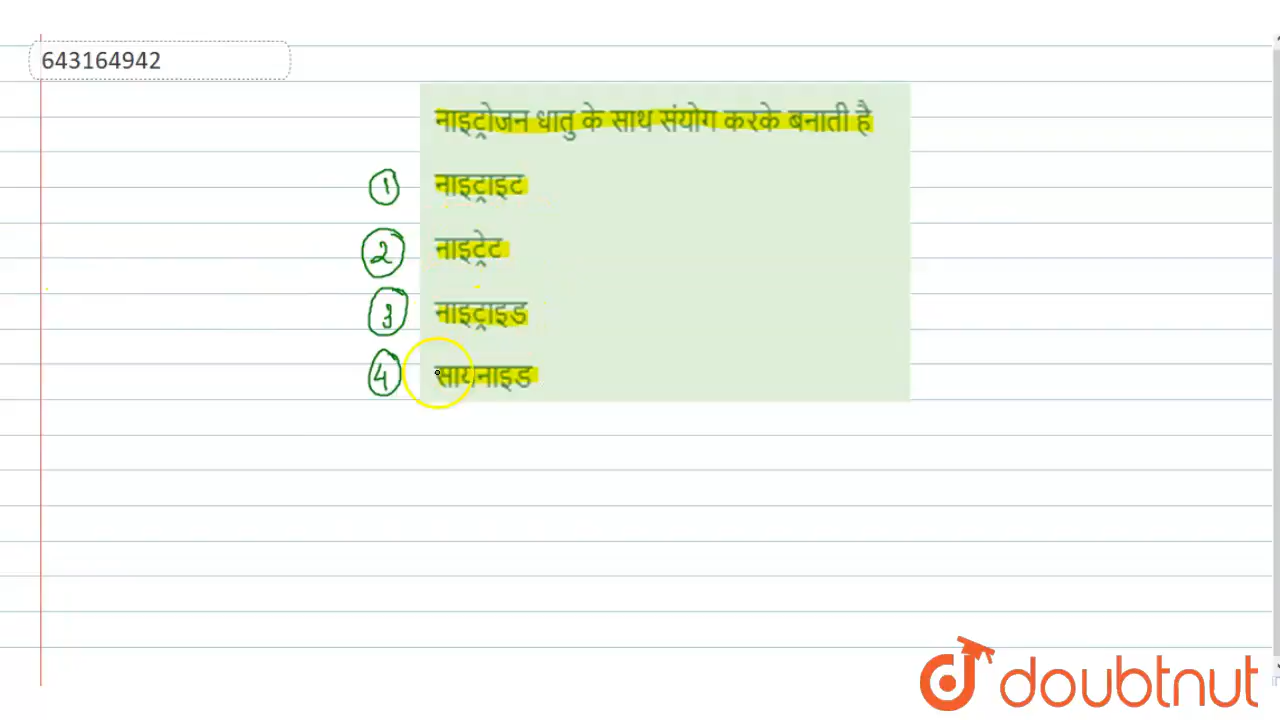 643164942
नाइट्रोजन धातु के साथ संयोग करके बनाती है
1 नाइट्राइट
2 नाइट्रेट
3 नाइट्राइड
4 सायनाइड
doubtnut